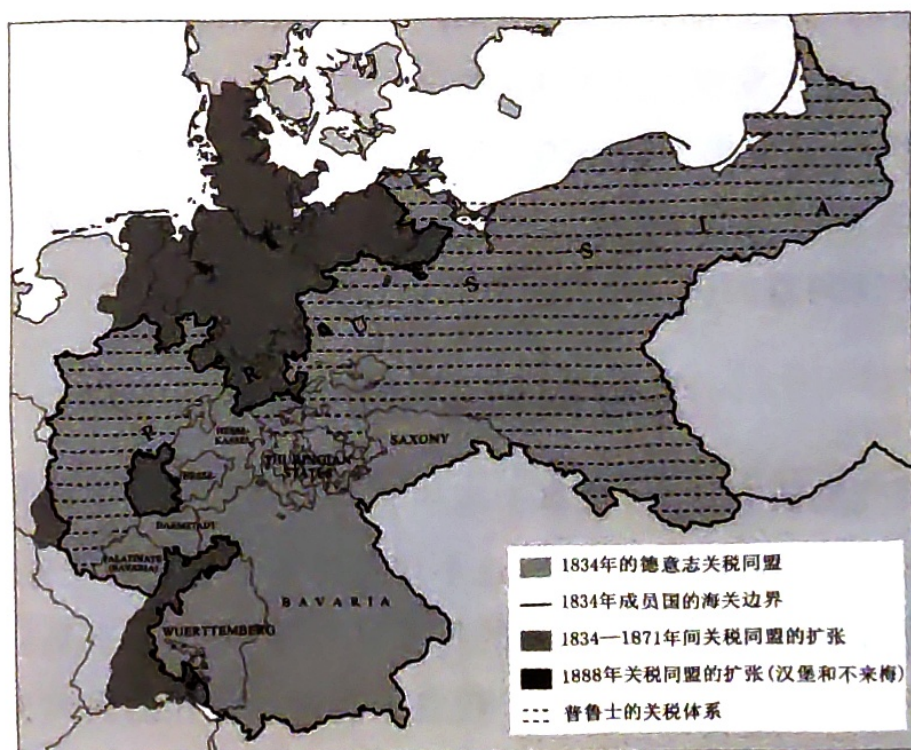 P R U S S I A
HESSE-
KASSEL
THURINGIAN
STATES
SAXONY
HESSE
DARMSTADT
PALATINATE
(BAVARIA)
BAVARIA
WUERTTEMBERG
1834年的德意志关税同盟
1834年成员国的海关边界
1834—1871年间关税同盟的扩张
1888年关税同盟的扩张(汉堡和不来梅)
普鲁士的关税体系